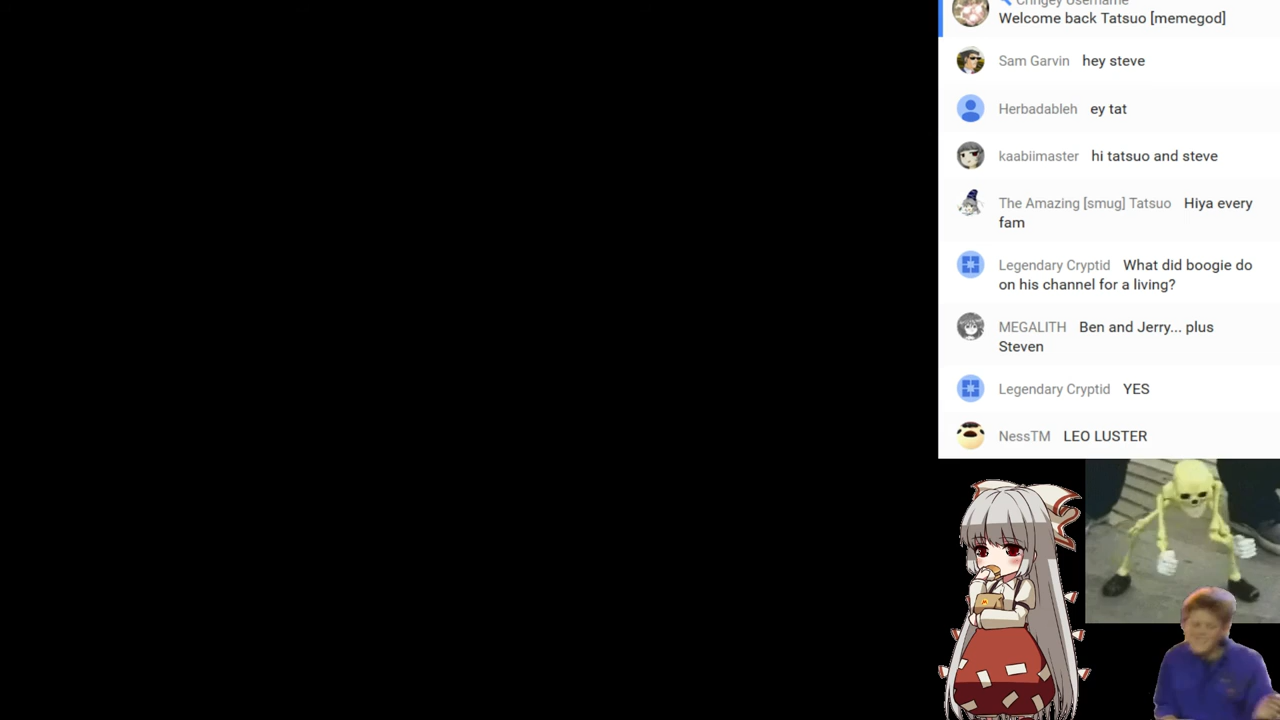 Cringey Username
Welcome back Tatsuo [memegod]
Sam Garvin hey steve
Herbadableh ey tat
kaabiimaster hi tatsuo and steve
The Amazing [smug] Tatsuo Hiya every
fam
Legendary Cryptid What did boogie do
on his channel for a living?
MEGALITH Ben and Jerry... plus
Steven
Legendary Cryptid YES
NessTM LEO LUSTER